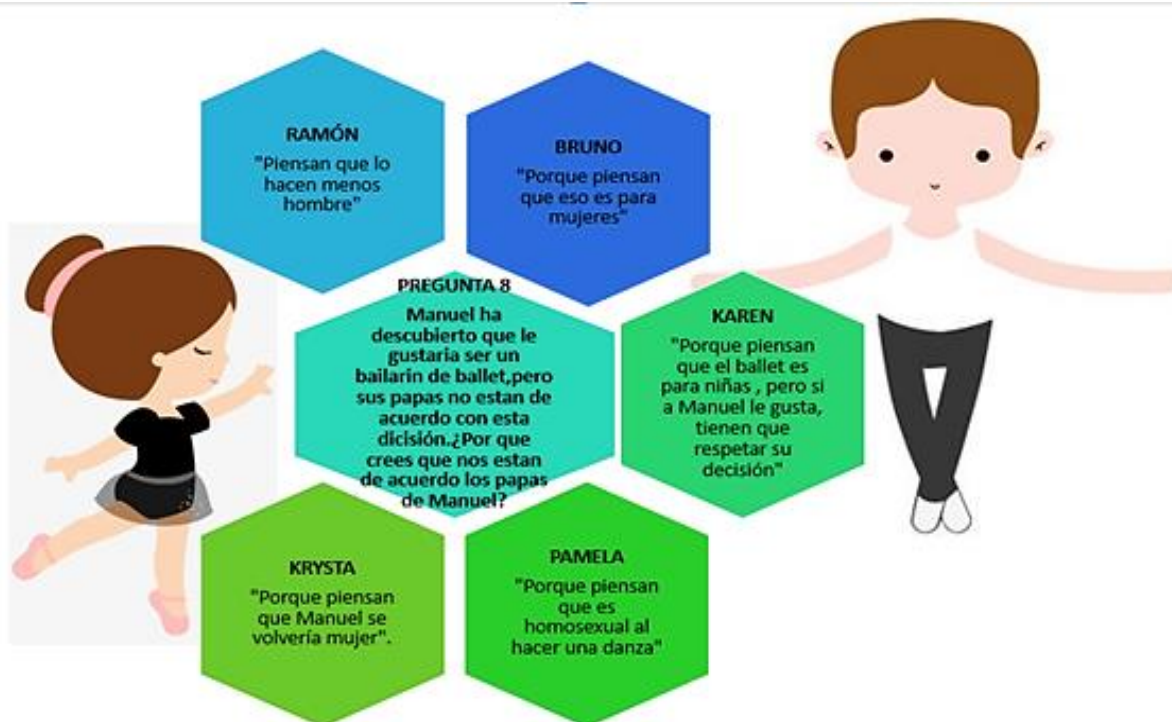 RAMÓN
"Piensan que lo
hacen menos
hombre"
BRUNO
"Porque piensan
que eso es para
mujeres"
PREGUNTA 8
Manuel ha
descubierto que le
gustaria ser un
bailarin de ballet,pero
sus papas no estan de
acuerdo con esta
dicisión.¿Por que
crees que nos estan
de acuerdo los papas
de Manuel?
KAREN
"Porque piensan
que el ballet es
para niñas , pero si
a Manuel le gusta,
tienen que
respetar su
decisión"
KRYSTA
"Porque piensan
que Manuel se
volvería mujer".
PAMELA
"Porque piensan
que es
homosexual al
hacer una danza"